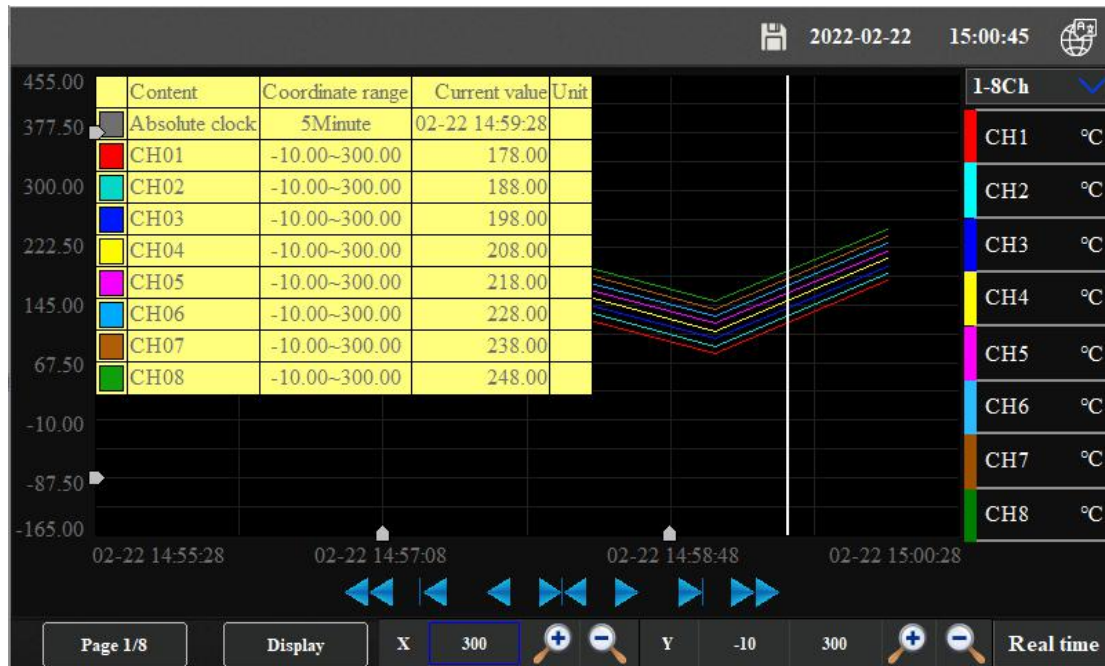 2022-02-22 15:00:45
455.00
377.50
300.00
222.50
145.00
67.50
-10.00
-87.50
-165.00
Content Coordinate range Current value Unit
Absolute clock 5Minute 02-22 14:59:28
CH01 -10.00~300.00 178.00
CH02 -10.00~300.00 188.00
CH03 -10.00~300.00 198.00
CH04 -10.00~300.00 208.00
CH05 -10.00~300.00 218.00
CH06 -10.00~300.00 228.00
CH07 -10.00~300.00 238.00
CH08 -10.00~300.00 248.00
1-8Ch
CH1 °C
CH2 °C
CH3 °C
CH4 °C
CH5 °C
CH6 °C
CH7 °C
CH8 °C
02-22 14:55:28 02-22 14:57:08 02-22 14:58:48 02-22 15:00:28
Page 1/8 Display X 300 Y -10 300 Real time